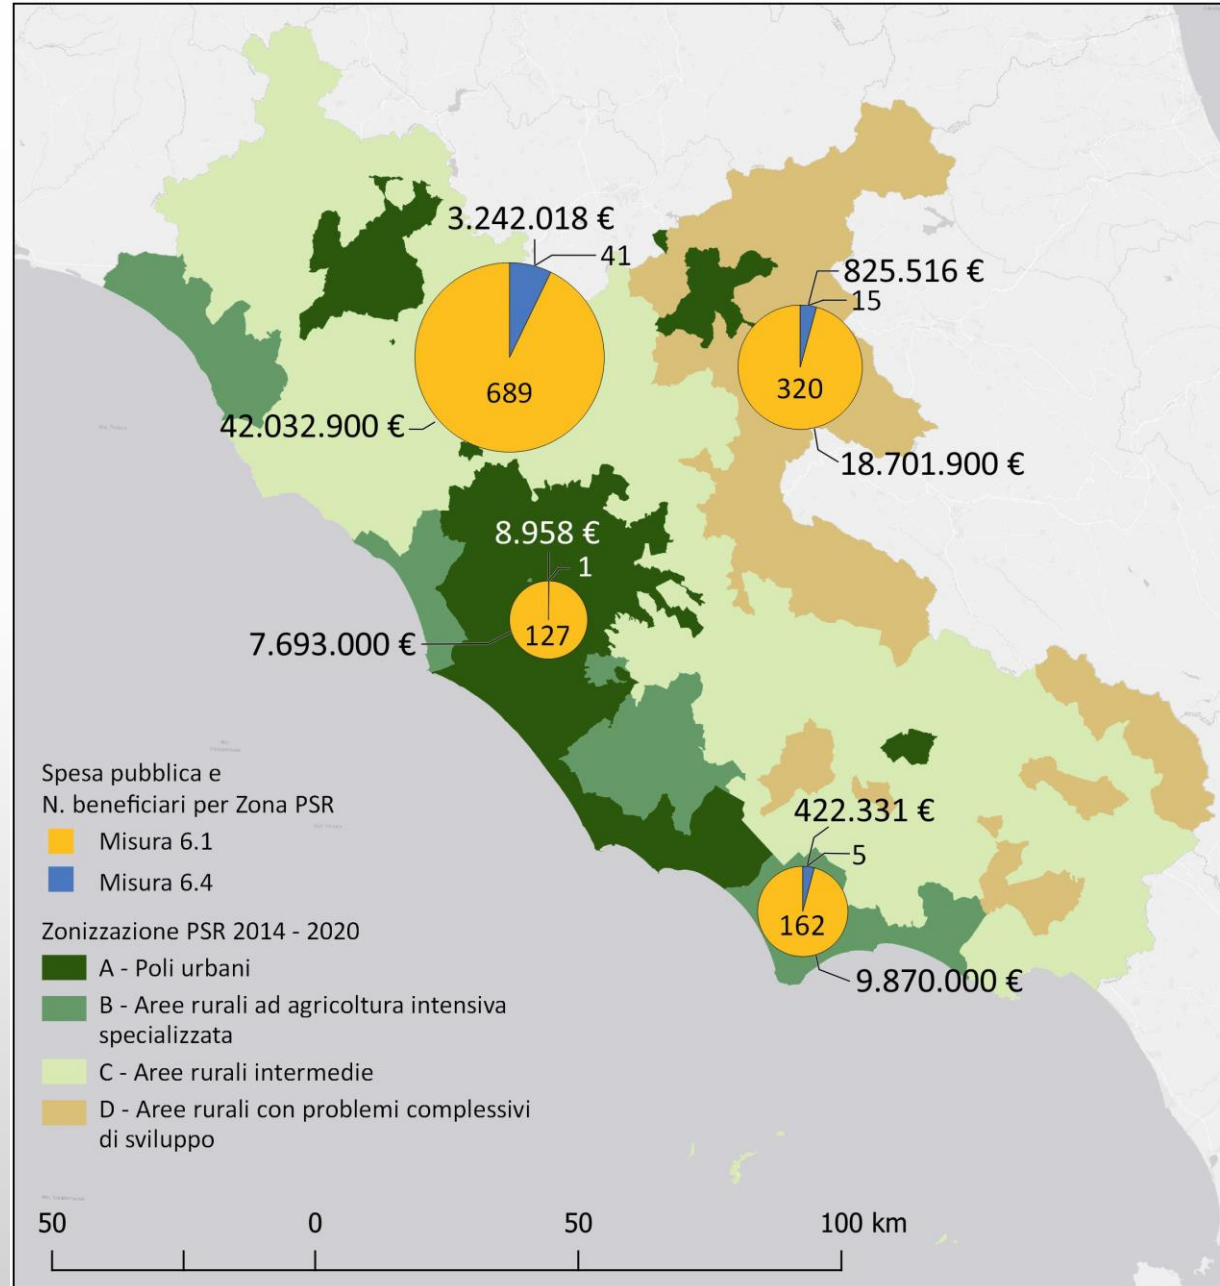 3.242.018 €
41
825.516 €
15
689
320
42.032.900 €
18.701.900 €
8.958 €
1
127
7.693.000 €
Spesa pubblica e
N. beneficiari per Zona PSR
Misura 6.1
Misura 6.4
422.331 €
5
162
9.870.000 €
Zonizzazione PSR 2014 - 2020
A - Poli urbani
B - Aree rurali ad agricoltura intensiva
specializzata
C - Aree rurali intermedie
D - Aree rurali con problemi complessivi
di sviluppo
50 0 50 100 km